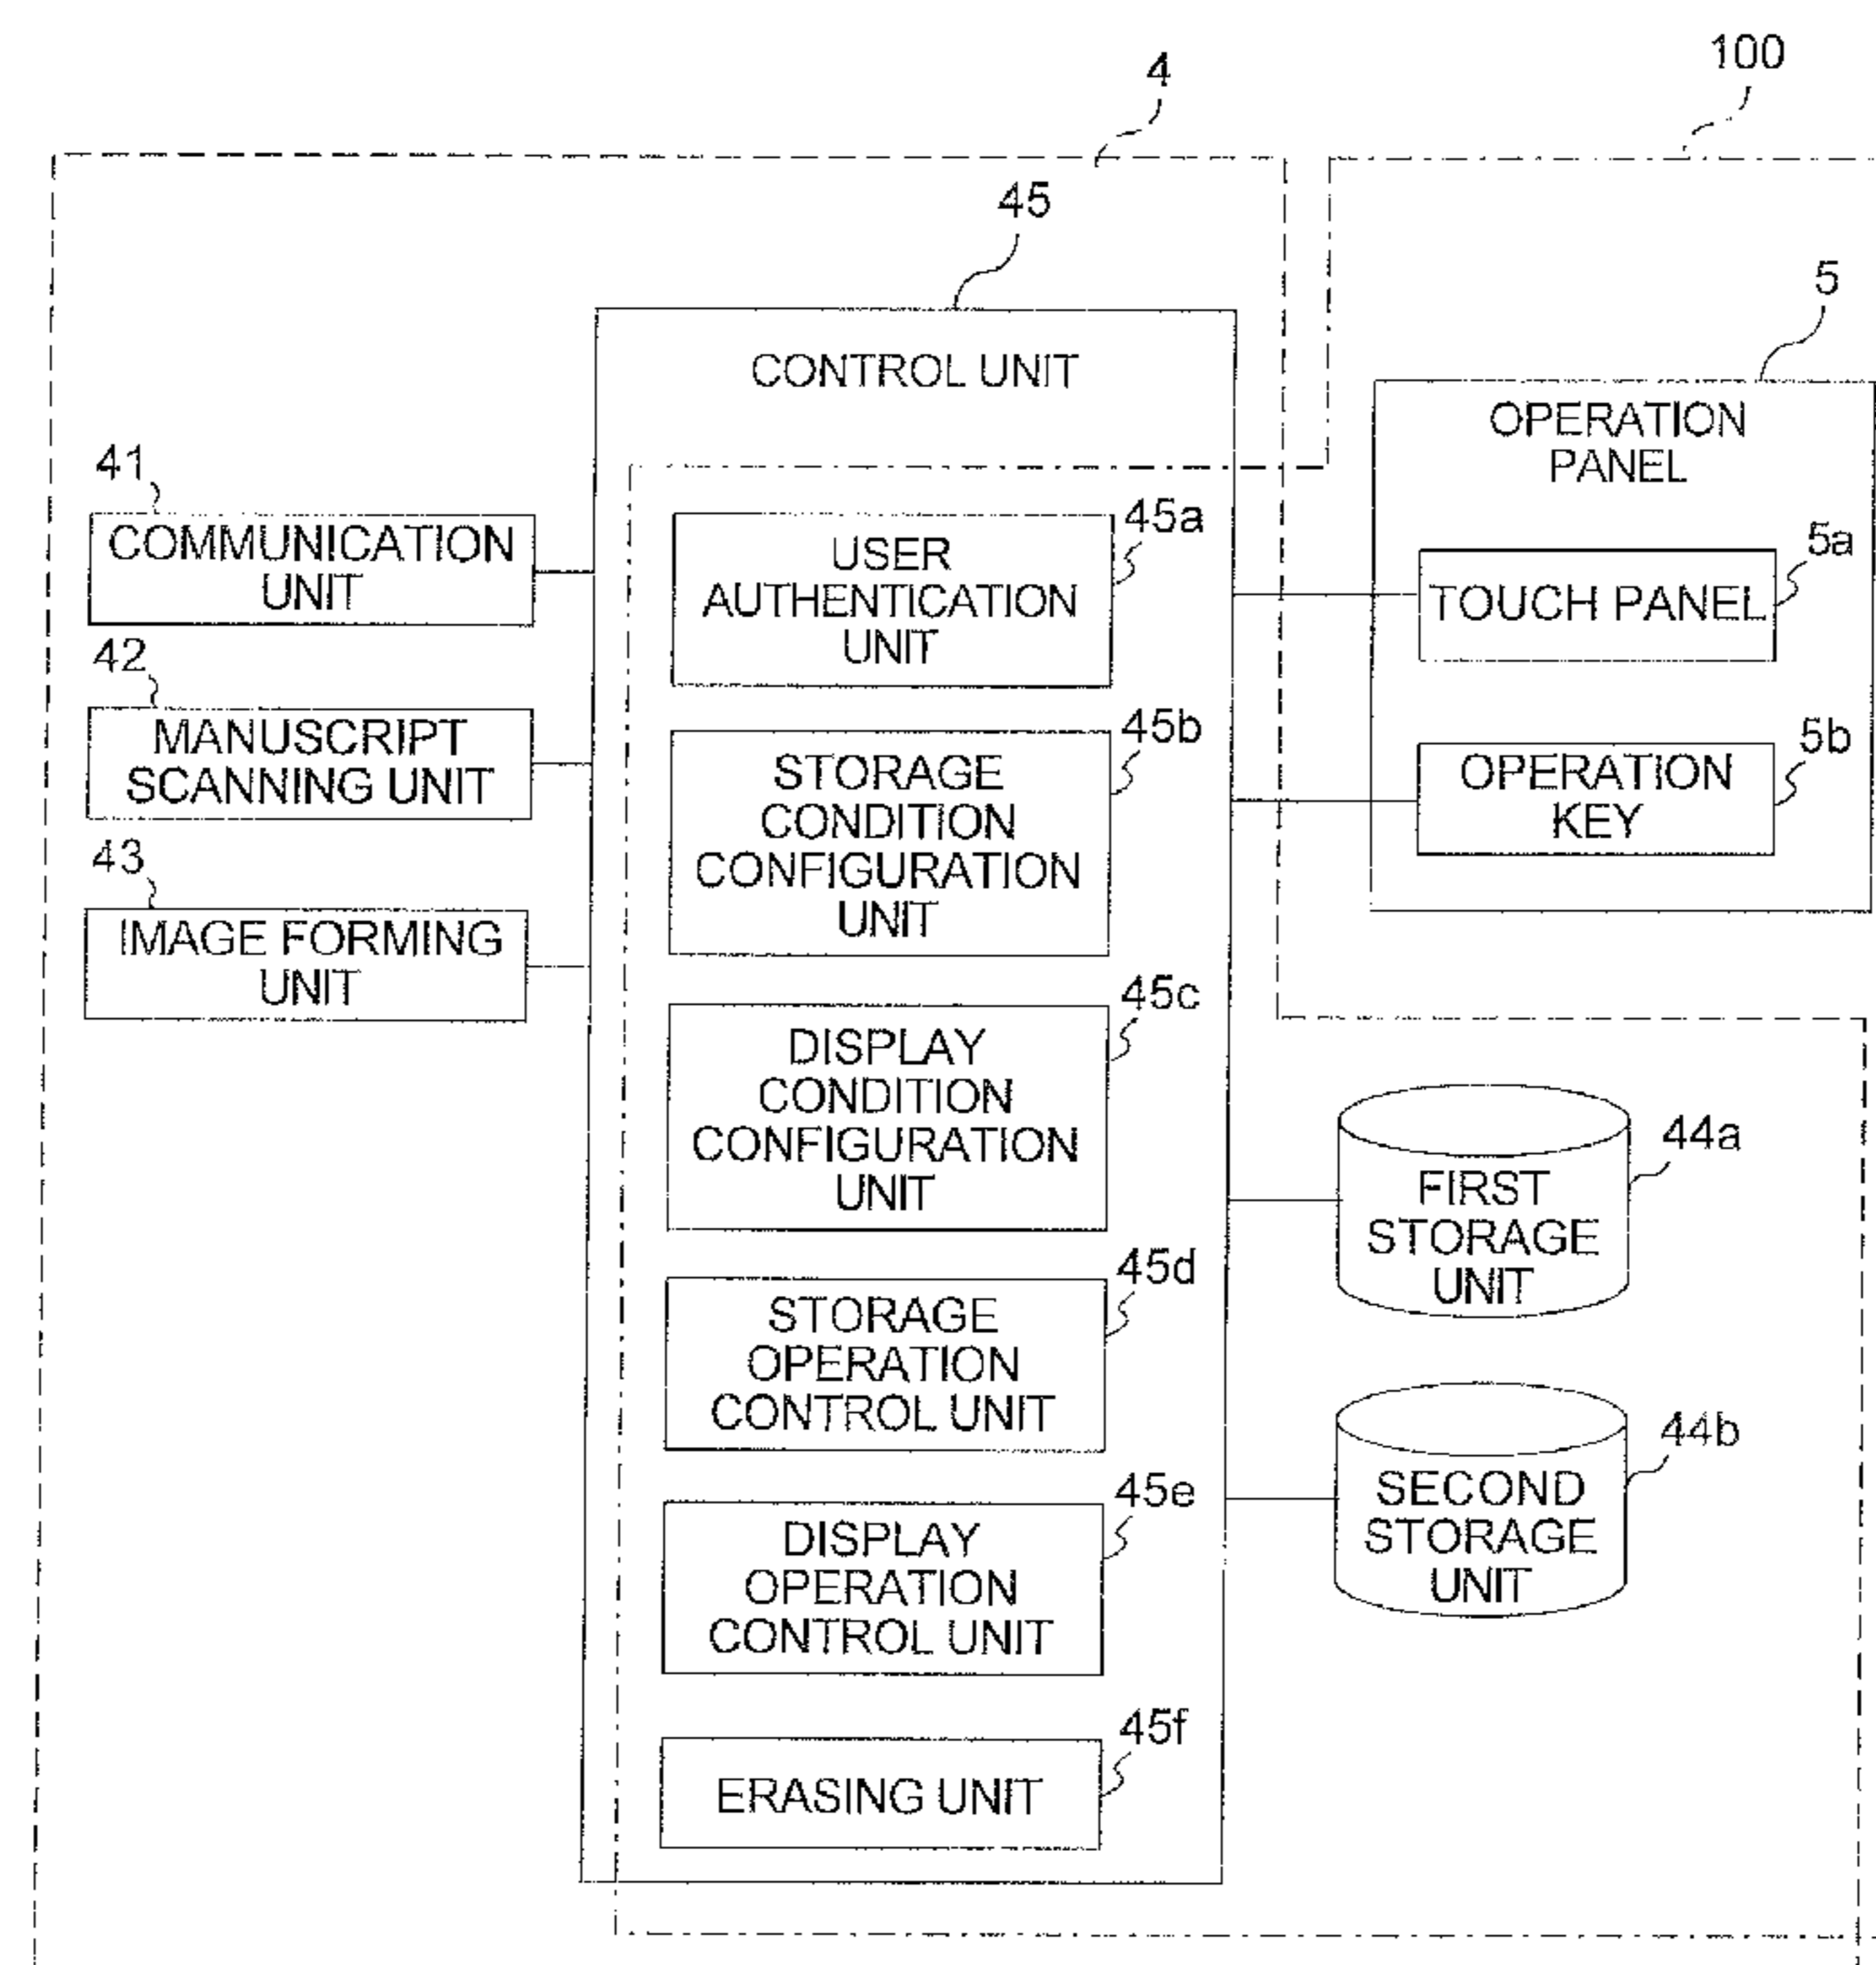 100
4
45
CONTROL UNIT
5
OPERATION
PANEL
41
COMMUNICATION
UNIT
45a
USER
AUTHENTICATION
UNIT
5a
TOUCH PANEL
42
MANUSCRIPT
SCANNING UNIT
45b
STORAGE
CONDITION
CONFIGURATION
UNIT
5b
OPERATION
KEY
43
IMAGE FORMING
UNIT
45c
DISPLAY
CONDITION
CONFIGURATION
UNIT
44a
FIRST
STORAGE
UNIT
45d
STORAGE
OPERATION
CONTROL UNIT
44b
SECOND
STORAGE
UNIT
45e
DISPLAY
OPERATION
CONTROL UNIT
45f
ERASING UNIT